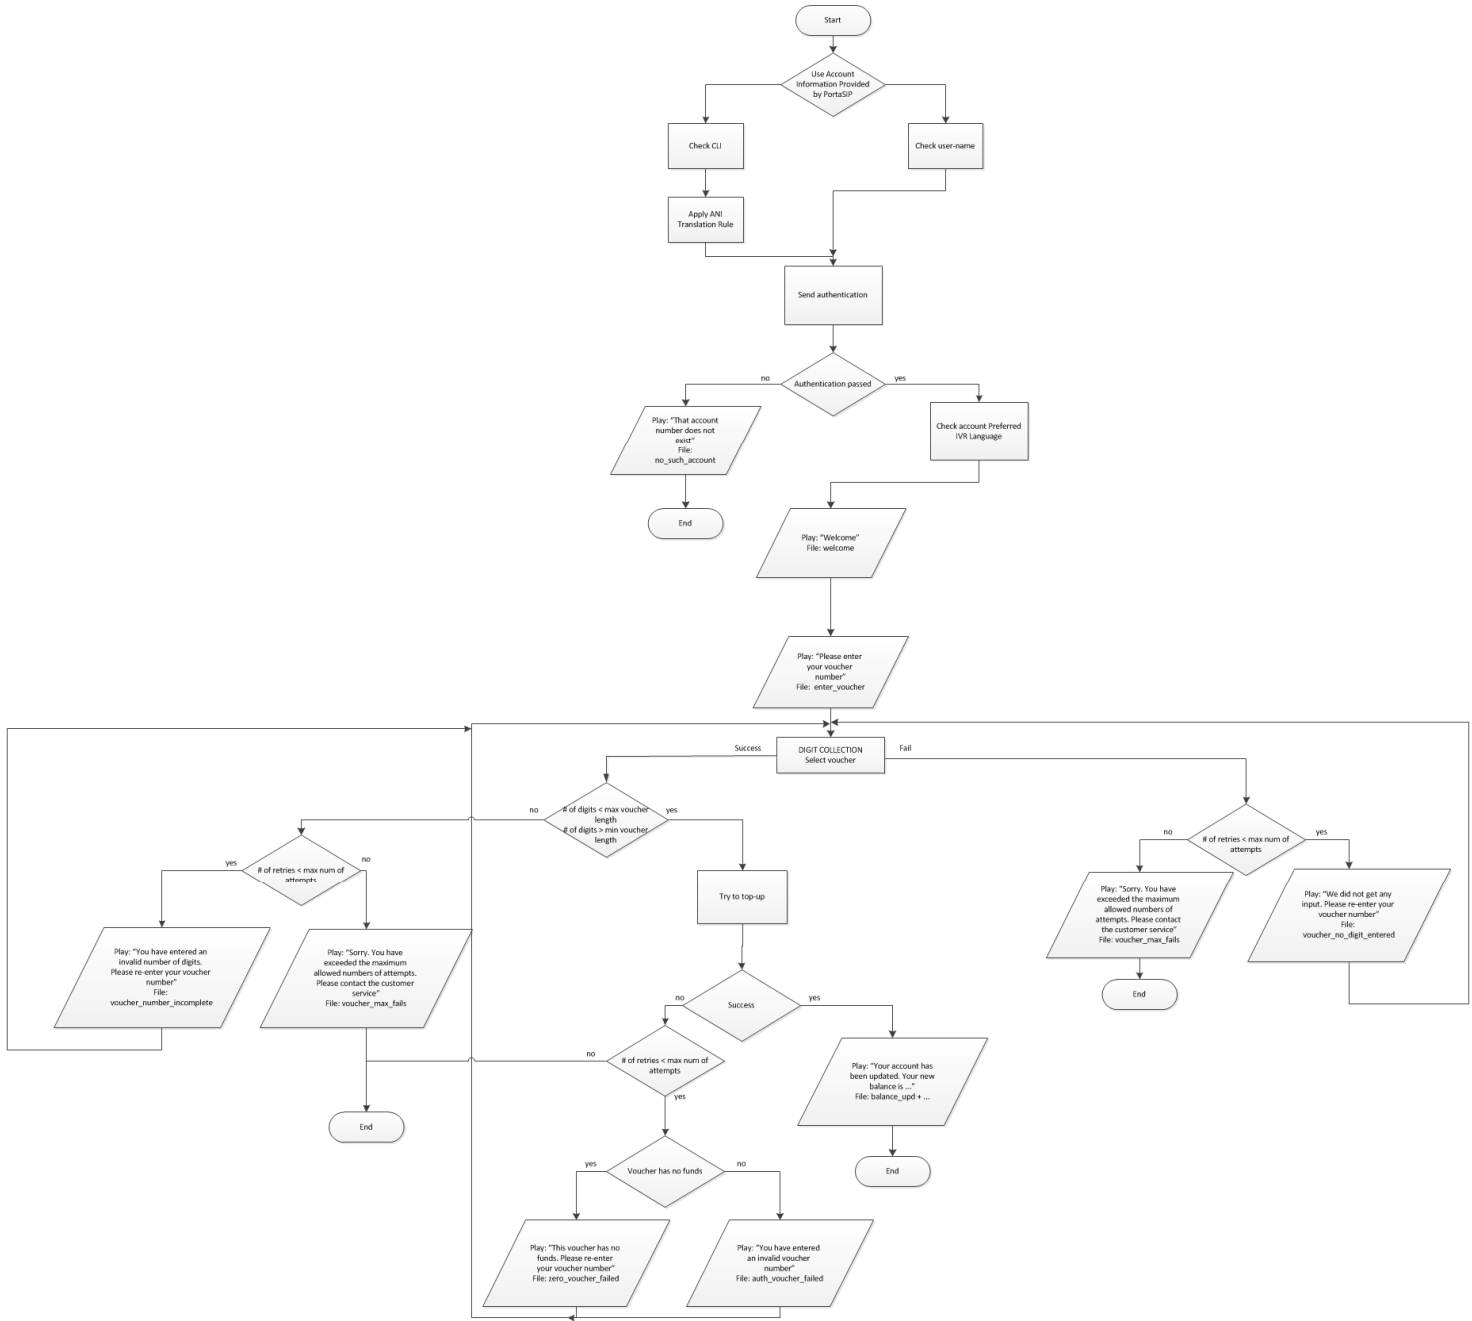 Start
Use Account
Information Provided
by PortaSIP
Check CLI
Check user-name
Apply ANI
Translation Rule
Send authentication
no
Authentication passed
yes
Play: "That account
number does not
exist"
File:
no_such_account
Check account Preferred
IVR Language
End
Play: "Welcome"
File: welcome
Play: "Please enter
your voucher
number"
File: enter_voucher
Success
DIGIT COLLECTION
Select voucher
Fail
no
# of digits < max voucher
length
# of digits > min voucher
length
yes
no
# of retries < max num of
attempts
yes
yes
# of retries < max num of
attempts
no
Try to top-up
Play: "Sorry. You have
exceeded the maximum
allowed numbers of
attempts. Please contact
the customer service"
File: voucher_max_fails
Play: "We did not get any
input. Please re-enter your
voucher number"
File:
voucher_no_digit_entered
Play: "You have entered an
invalid number of digits.
Please re-enter your voucher
number"
File:
voucher_number_incomplete
Play: "Sorry. You have
exceeded the maximum
allowed numbers of attempts.
Please contact the customer
service"
File: voucher_max_fails
End
no
Success
yes
no
# of retries < max num of
attempts
yes
Play: "Your account has
been updated. Your new
balance is ..."
File: balance_upd + ...
End
End
yes
Voucher has no funds
no
Play: "This voucher has no
funds. Please re-enter
your voucher number"
File: zero_voucher_failed
Play: "You have entered
an invalid voucher
number"
File: auth_voucher_failed